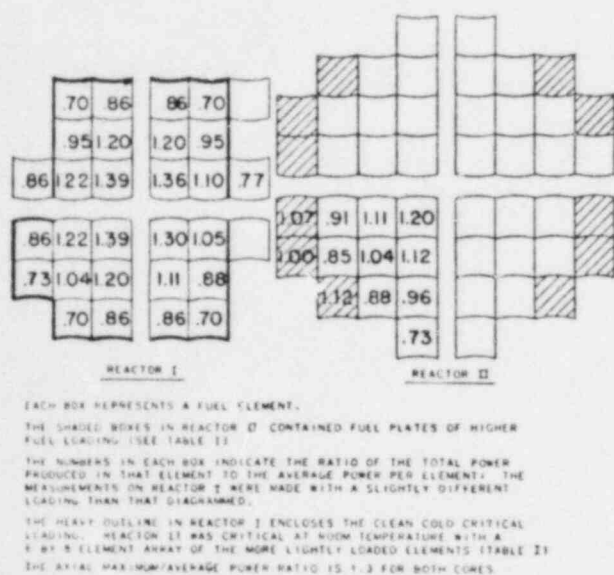 .70 .86 .86 .70
.95 1.20 1.20 .95
.86 1.22 1.39 1.36 1.10 .77
.86 1.22 1.39 1.30 1.05 1.07 .91 1.11 1.20
.73 1.04 1.20 1.11 .88 1.00 .85 1.04 1.12
.70 .86 .86 .70 1.12 .88 .96
.73
REACTOR I
REACTOR II
EACH BOX REPRESENTS A FUEL ELEMENT.
THE SHADED BOXES IN REACTOR II CONTAINED FUEL PLATES OF HIGHER
FUEL LOADING (SEE TABLE I)
THE NUMBERS IN EACH BOX INDICATE THE RATIO OF THE TOTAL POWER
PRODUCED IN THAT ELEMENT TO THE AVERAGE POWER PER ELEMENT. THE
MEASUREMENTS ON REACTOR I WERE MADE WITH A SLIGHTLY DIFFERENT
LOADING THAN THAT DIAGRAMMED.
THE HEAVY OUTLINE IN REACTOR I ENCLOSES THE CLEAN COLD CRITICAL
LOADING. REACTOR II WAS CRITICAL AT ROOM TEMPERATURE WITH A
BY ELEMENT ARRAY OF THE MORE LIGHTLY LOADED ELEMENTS (TABLE I)
THE AXIAL MAXIMUM/AVERAGE POWER RATIO IS 1.3 FOR BOTH CORES